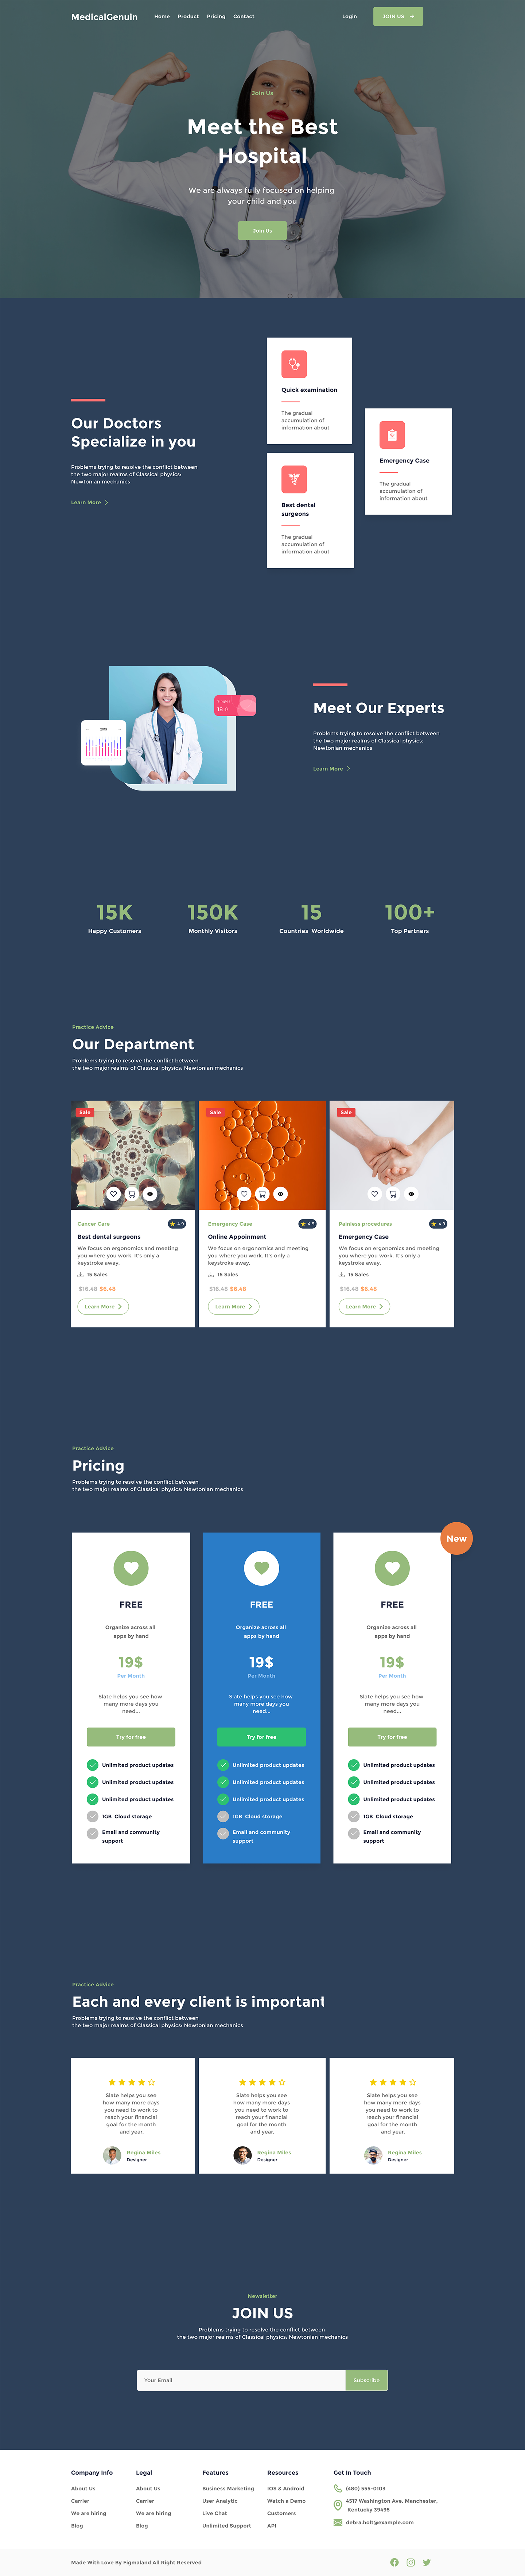 MedicalGenuin
Home Product Pricing Contact
Login
JOIN US
Join Us
Meet the Best
Hospital
We are always fully focused on helping
your child and you
Join Us
Our Doctors
Specialize in you
Problems trying to resolve the conflict between
the two major realms of Classical physics:
Newtonian mechanics
Learn More
Quick examination
The gradual
accumulation of
information about
Emergency Case
The gradual
accumulation of
information about
Best dental
surgeons
The gradual
accumulation of
information about
Meet Our Experts
Problems trying to resolve the conflict between
the two major realms of Classical physics:
Newtonian mechanics
Learn More
15K
Happy Customers
150K
Monthly Visitors
15
Countries Worldwide
100+
Top Partners
Practice Advice
Our Department
Problems trying to resolve the conflict between
the two major realms of Classical physics: Newtonian mechanics
Sale
Cancer Care
4.9
Best dental surgeons
We focus on ergonomics and meeting
you where you work. It's only a
keystroke away.
15 Sales
$16.48 $6.48
Learn More
Sale
Emergency Case
4.9
Online Appoinment
We focus on ergonomics and meeting
you where you work. It's only a
keystroke away.
15 Sales
$16.48 $6.48
Learn More
Sale
Painless procedures
4.9
Emergency Case
We focus on ergonomics and meeting
you where you work. It's only a
keystroke away.
15 Sales
$16.48 $6.48
Learn More
Practice Advice
Pricing
Problems trying to resolve the conflict between
the two major realms of Classical physics: Newtonian mechanics
FREE
Organize across all
apps by hand
19$
Per Month
Slate helps you see how
many more days you
need...
Try for free
Unlimited product updates
Unlimited product updates
Unlimited product updates
1GB Cloud storage
Email and community
support
FREE
Organize across all
apps by hand
19$
Per Month
Slate helps you see how
many more days you
need...
Try for free
Unlimited product updates
Unlimited product updates
Unlimited product updates
1GB Cloud storage
Email and community
support
New
FREE
Organize across all
apps by hand
19$
Per Month
Slate helps you see how
many more days you
need...
Try for free
Unlimited product updates
Unlimited product updates
Unlimited product updates
1GB Cloud storage
Email and community
support
Practice Advice
Each and every client is important
Problems trying to resolve the conflict between
the two major realms of Classical physics: Newtonian mechanics
Slate helps you see
how many more days
you need to work to
reach your financial
goal for the month
and year.
Regina Miles
Designer
Slate helps you see
how many more days
you need to work to
reach your financial
goal for the month
and year.
Regina Miles
Designer
Slate helps you see
how many more days
you need to work to
reach your financial
goal for the month
and year.
Regina Miles
Designer
Newsletter
JOIN US
Problems trying to resolve the conflict between
the two major realms of Classical physics: Newtonian mechanics
Your Email
Subscribe
Company Info
About Us
Carrier
We are hiring
Blog
Legal
About Us
Carrier
We are hiring
Blog
Features
Business Marketing
User Analytic
Live Chat
Unlimited Support
Resources
IOS & Android
Watch a Demo
Customers
API
Get In Touch
(480) 555-0103
4517 Washington Ave. Manchester,
Kentucky 39495
debra.holt@example.com
Made With Love By Figmaland All Right Reserved